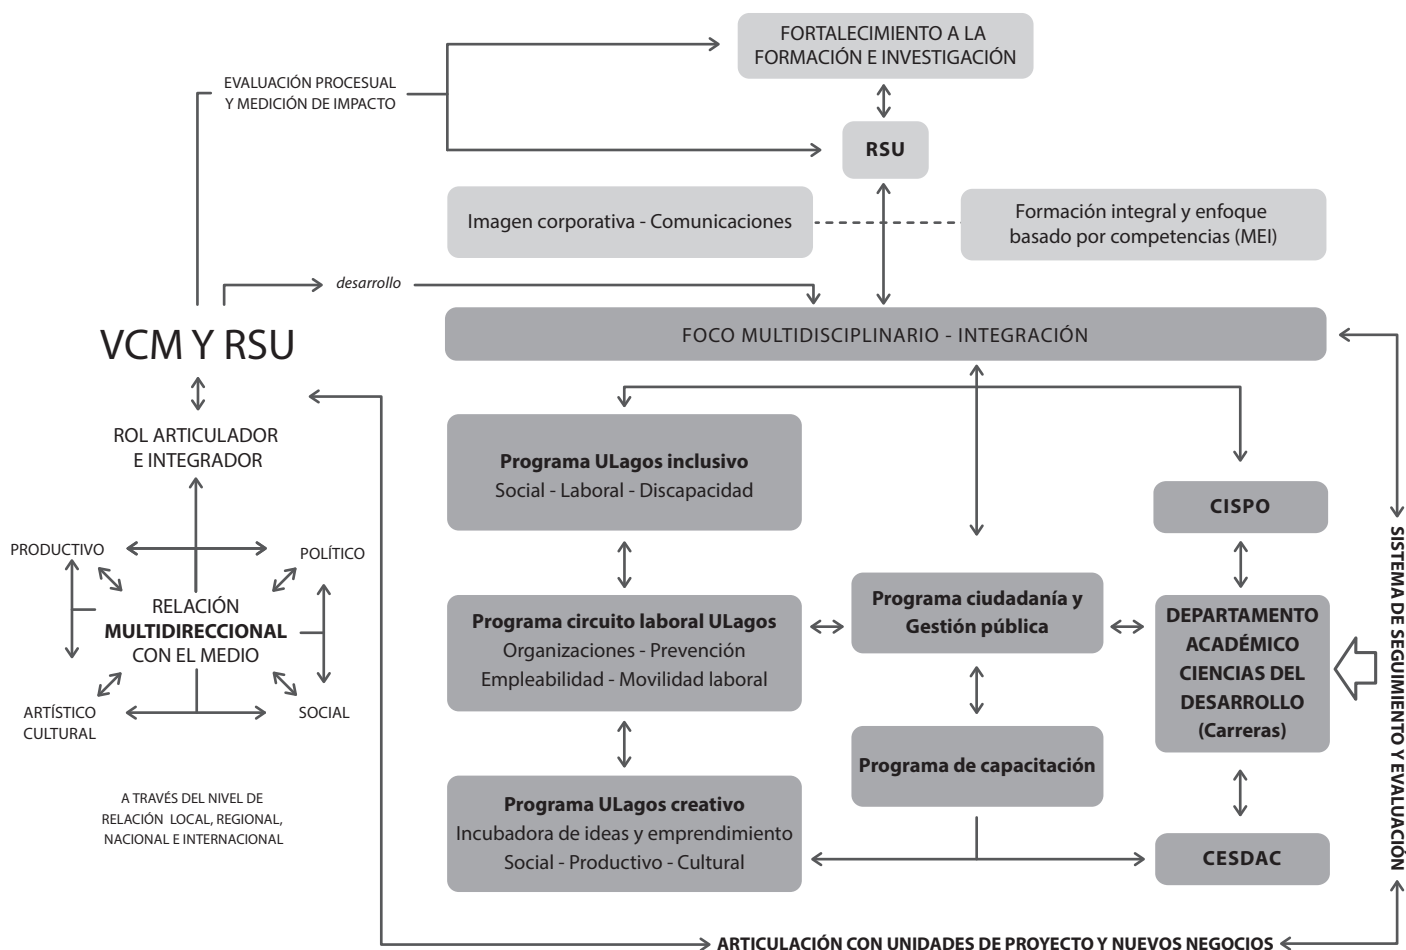 FORTALECIMIENTO A LA
FORMACIÓN E INVESTIGACIÓN
EVALUACIÓN PROCESUAL
Y MEDICIÓN DE IMPACTO
RSU
Imagen corporativa - Comunicaciones
Formación integral y enfoque
basado por competencias (MEI)
desarrollo
VCM Y RSU
FOCO MULTIDISCIPLINARIO - INTEGRACIÓN
ROL ARTICULADOR
E INTEGRADOR
PRODUCTIVO
POLÍTICO
RELACIÓN
MULTIDIRECCIONAL
CON EL MEDIO
ARTÍSTICO
CULTURAL
SOCIAL
A TRAVÉS DEL NIVEL DE
RELACIÓN LOCAL, REGIONAL,
NACIONAL E INTERNACIONAL
Programa ULagos inclusivo
Social - Laboral - Discapacidad
Programa circuito laboral ULagos
Organizaciones - Prevención
Empleabilidad - Movilidad laboral
Programa ULagos creativo
Incubadora de ideas y emprendimiento
Social - Productivo - Cultural
Programa ciudadanía y
Gestión pública
Programa de capacitación
CISPO
DEPARTAMENTO
ACADÉMICO
CIENCIAS DEL
DESARROLLO
(Carreras)
CESDAC
SISTEMA DE SEGUIMIENTO Y EVALUACIÓN
ARTICULACIÓN CON UNIDADES DE PROYECTO Y NUEVOS NEGOCIOS